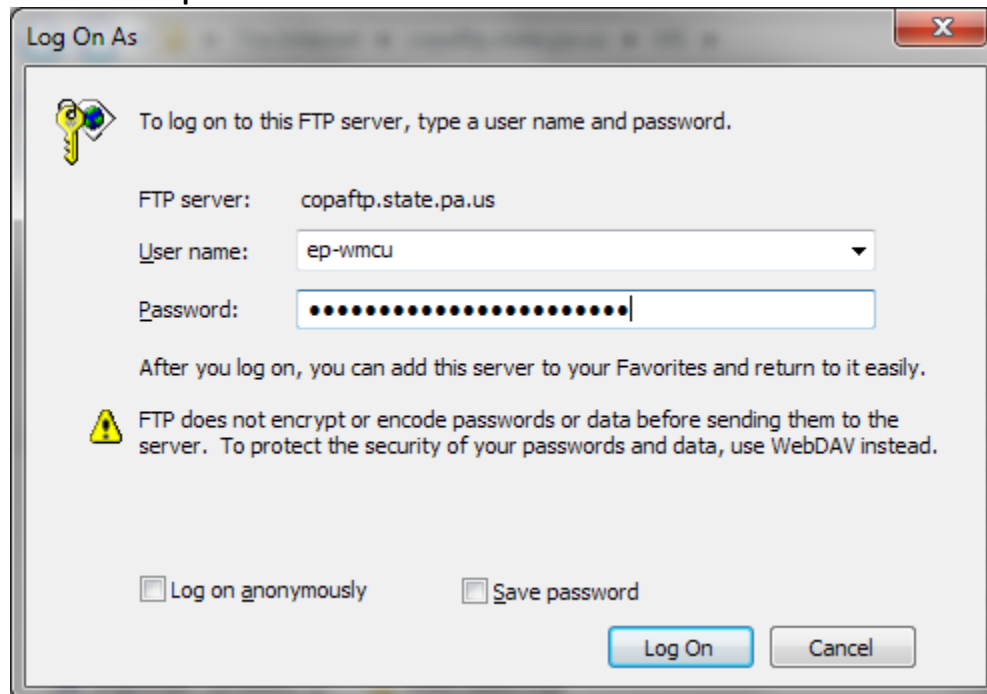 Log On As
To log on to this FTP server, type a user name and password.
FTP server: copaftp.state.pa.us
User name: ep-wmcu
Password: ●●●●●●●●●●●●●●●●●●●●●●●
After you log on, you can add this server to your Favorites and return to it easily.
FTP does not encrypt or encode passwords or data before sending them to the
server. To protect the security of your passwords and data, use WebDAV instead.
Log on anonymously Save password
Log On Cancel